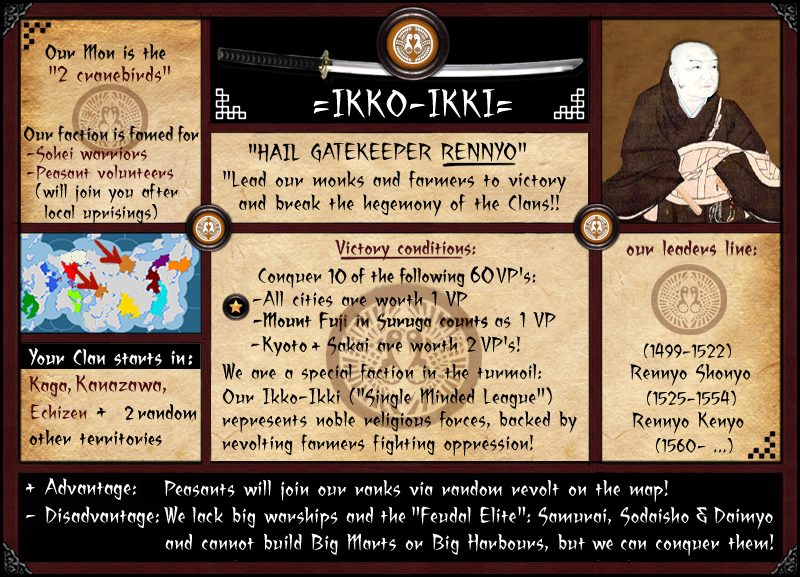 Our Mon is the
"2 cranebirds"
Our faction is famed for
-Sohei warriors
-Peasant volunteers
(will join you after
local uprisings)
=IKKO-IKKI=
"HAIL GATEKEEPER RENNYO"
"Lead our monks and farmers to victory
and break the hegemony of the Clans!!
Your Clan starts in:
Kaga, Kanazawa,
Echizen + 2 random
other territories
Victory conditions:
Conquer 10 of the following 60 VP's:
-All cities are worth 1 VP
-Mount Fuji in Suruga counts as 1 VP
-Kyoto + Sakai are worth 2 VP's!
We are a special faction in the turmoil:
Our Ikko-Ikki ("Single Minded League")
represents noble religious forces, backed by
revolting farmers fighting oppression!
our leaders line:
(1499-1522)
Rennyo Shonyo
(1525-1554)
Rennyo Kenyo
(1560- ...)
+ Advantage: Peasants will join our ranks via random revolt on the map!
- Disadvantage: We lack big warships and the "Feudal Elite": Samurai, Sodaisho & Daimyo
and cannot build Big Marts or Big Harbours, but we can conquer them!